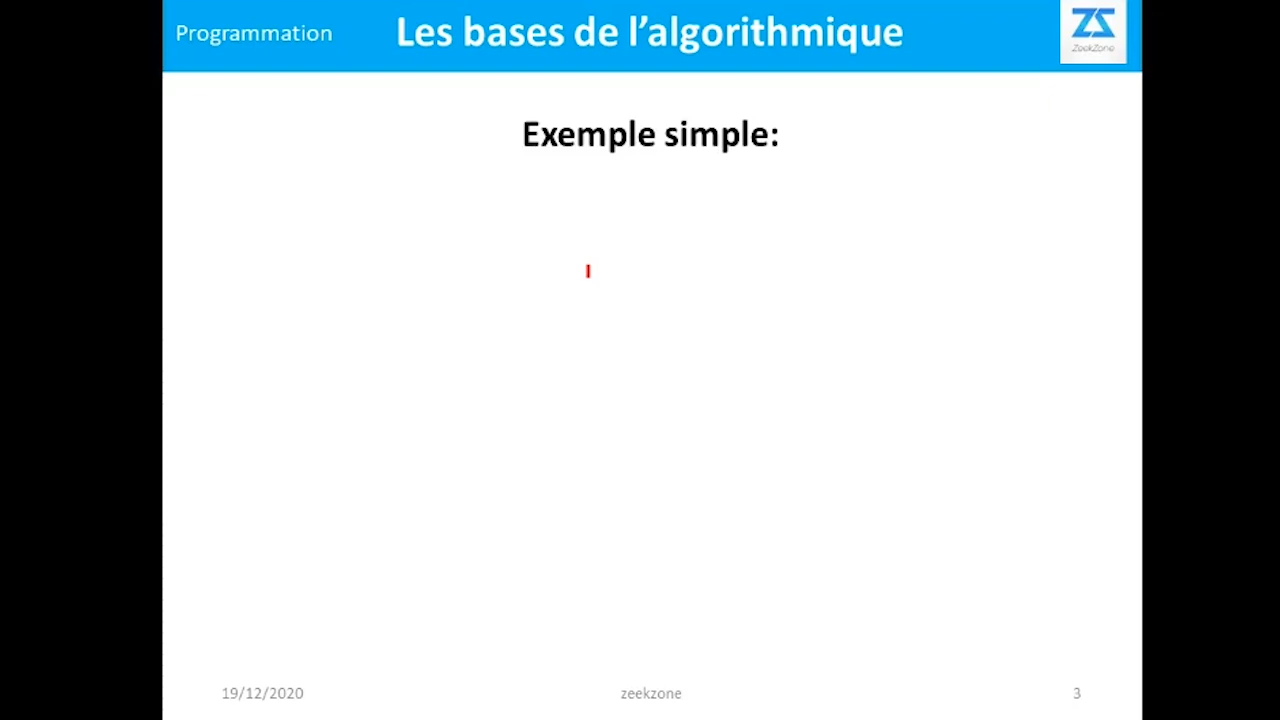 Programmation
Les bases de l’algorithmique
ZeekZone
Exemple simple:
19/12/2020
zeekzone
3